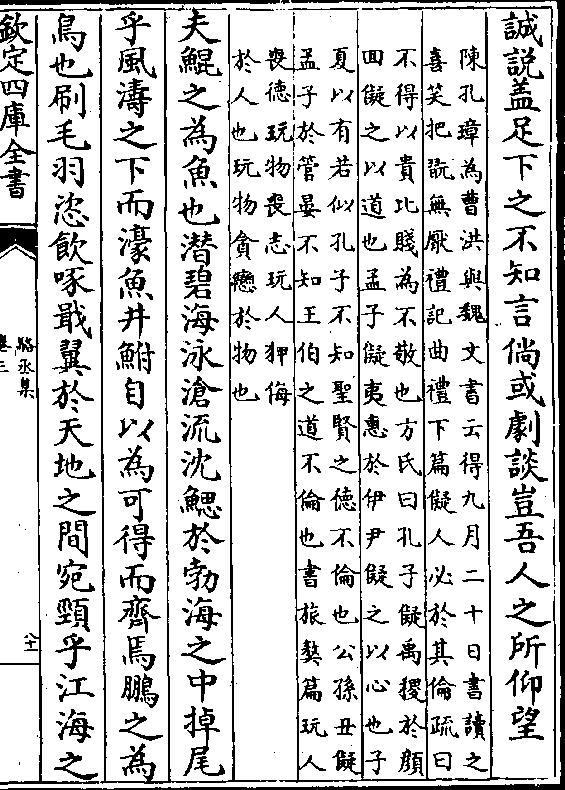 誠說盖足下之不知言倘或劇談豈吾人之所仰望
陳孔璋為曹洪與魏文書云得九月二十日書讀之
喜笑把翫無厭禮記曲禮下篇儗人必於其倫疏曰
不得以貴比賤為不敬也方氏曰孔子儗禹稷於顔
回儗之以道也孟子儗夷惠於伊尹儗之以心也子
夏以有若似孔子不知聖賢之德不倫也公孫丑儗
孟子於管晏不知王伯之道不倫也書旅獒篇玩人
喪德玩物喪志玩人狎侮
於人也玩物貪戀於物也
夫鯤之為魚也潜碧海泳滄流沈鰓於勃海之中掉尾
乎風濤之下而濠魚井鮒自以為可得而齊焉鵬之為
鳥也刷毛羽恣飲啄戢翼於天地之間宛頸乎江海之
欽定四庫全書
駱丞集
卷三